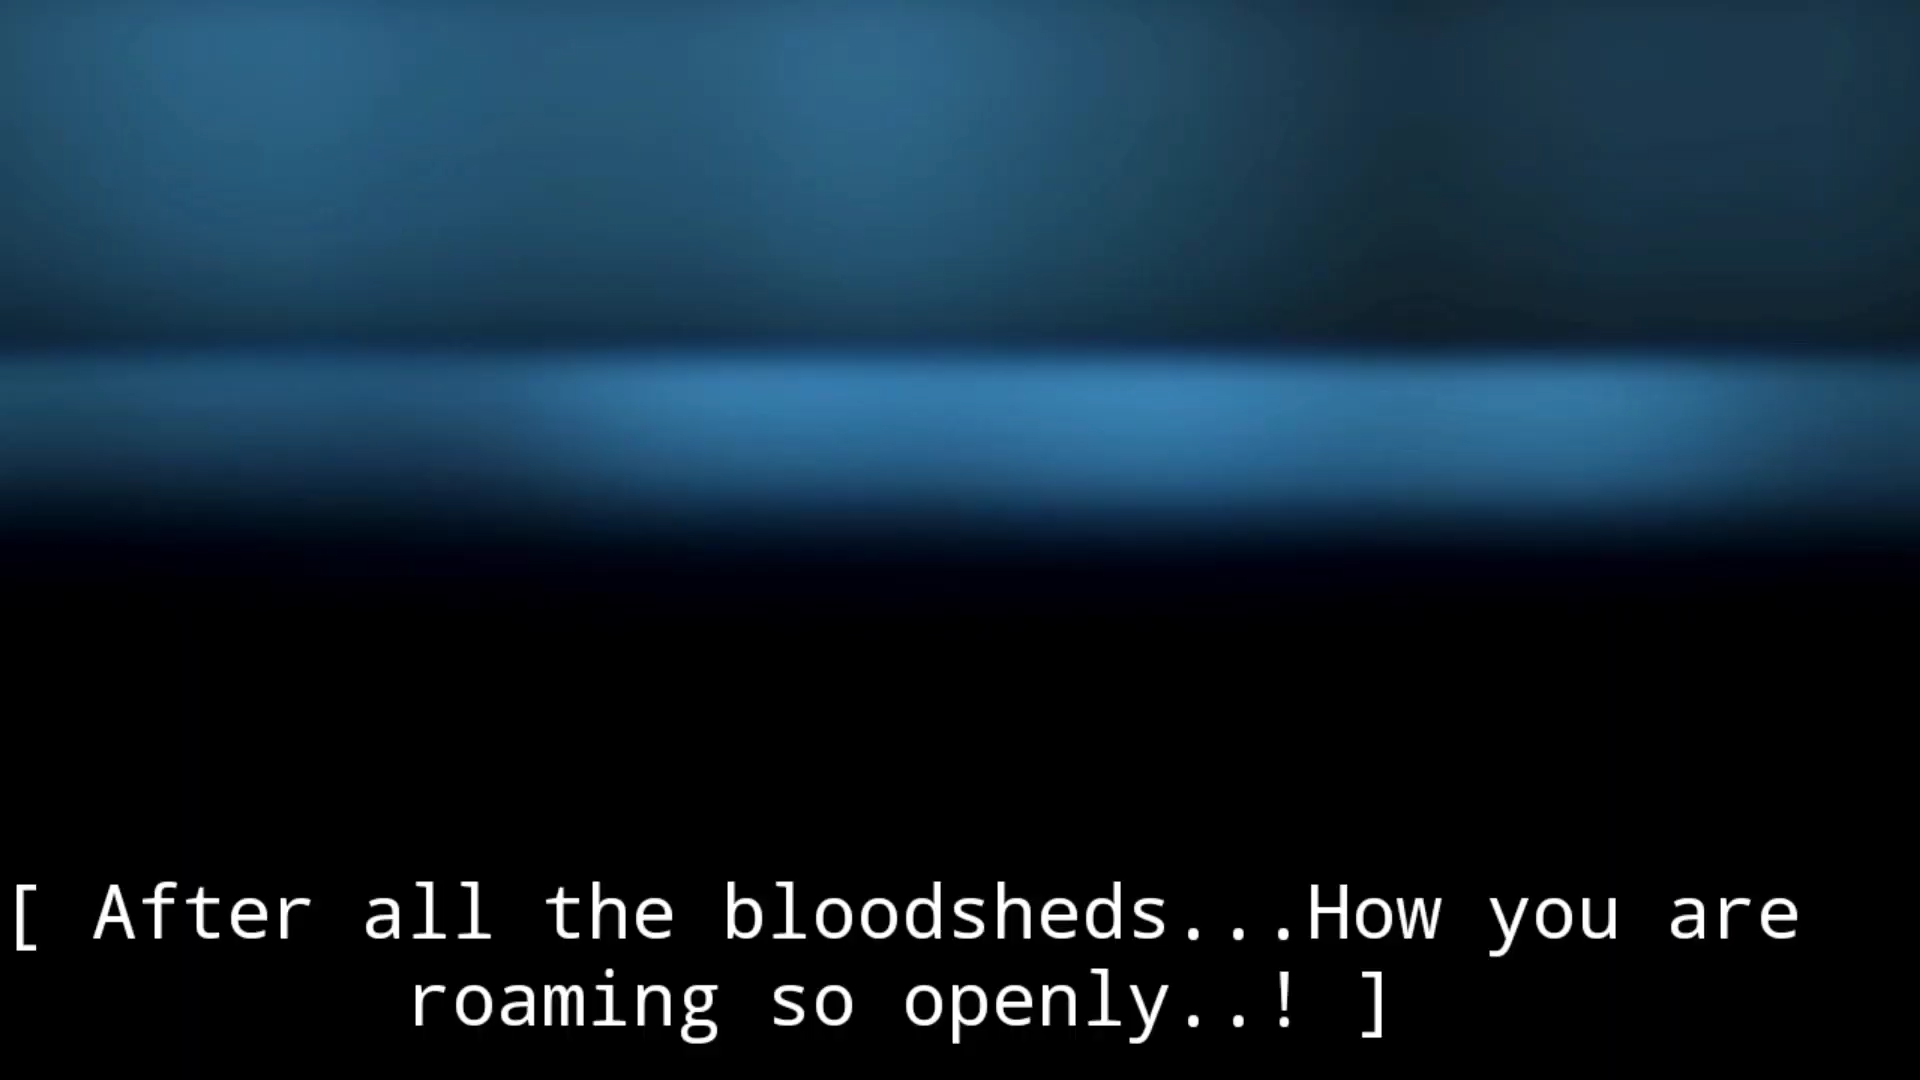 [ After all the bloodsheds...How you are
roaming so openly..! ]